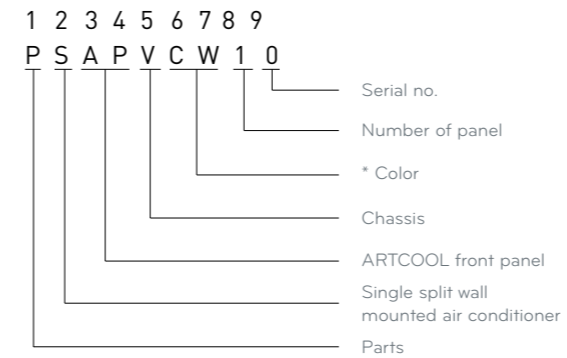 1 2 3 4 5 6 7 8 9
P S A P V C W 1 0
Serial no.
Number of panel
* Color
Chassis
ARTCOOL front panel
Single split wall
mounted air conditioner
Parts